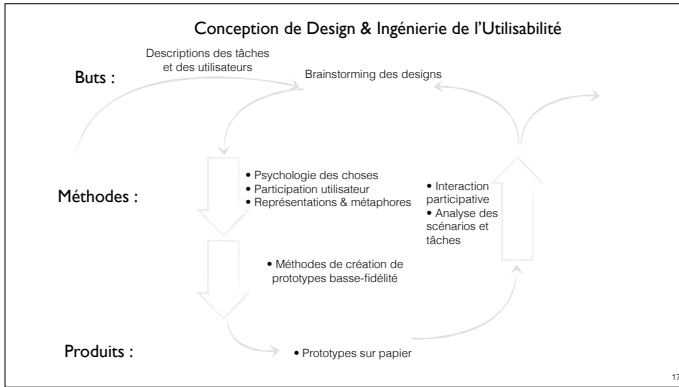 Conception de Design & Ingénierie de l'Utilisabilité
Descriptions des tâches
et des utilisateurs
Buts :
Brainstorming des designs
Méthodes :
• Psychologie des choses
• Participation utilisateur
• Représentations & métaphores
• Interaction
participative
• Analyse des
scénarios et
tâches
• Méthodes de création de
prototypes basse-fidélité
Produits :
• Prototypes sur papier
17